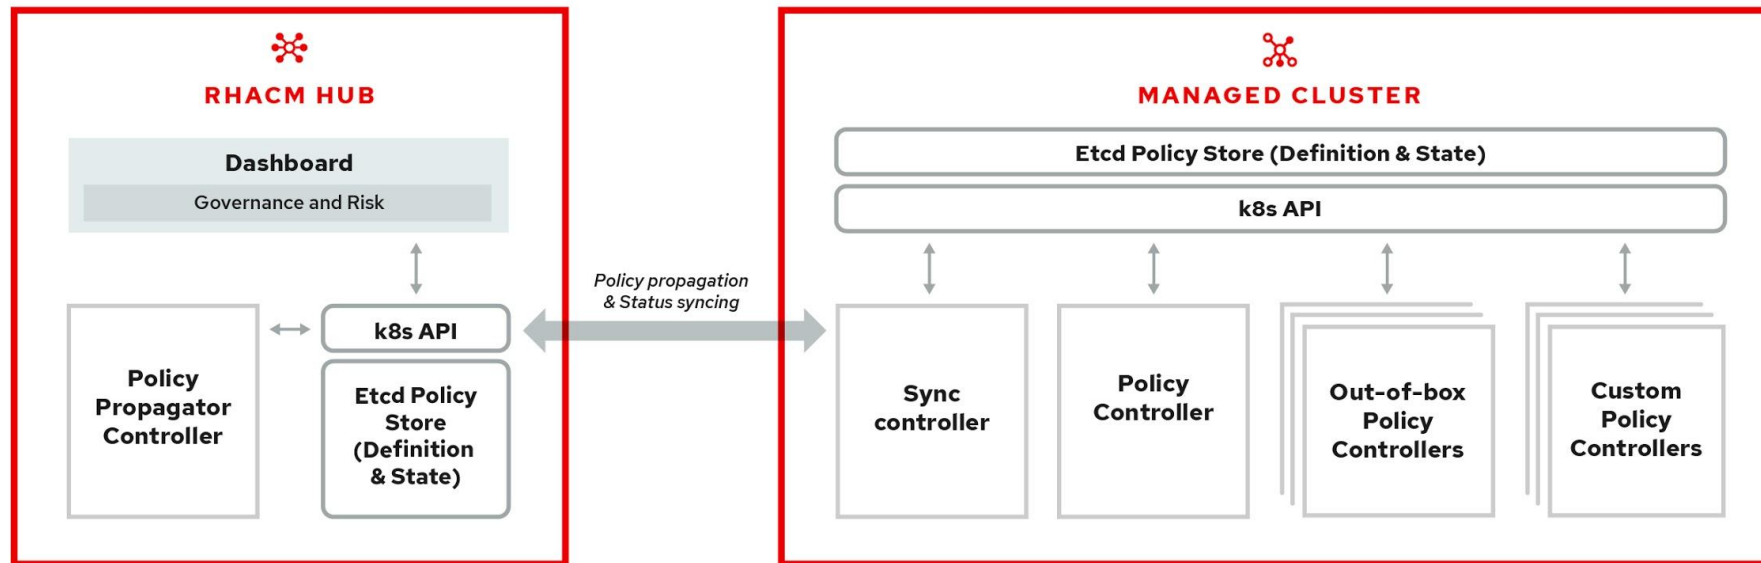 RHACM HUB
Dashboard
Governance and Risk
k8s API
Policy
Propagator
Controller
Etcd Policy
Store
(Definition
& State)
Policy propagation
& Status syncing
MANAGED CLUSTER
Etcd Policy Store (Definition & State)
k8s API
Sync
controller
Policy
Controller
Out-of-box
Policy
Controllers
Custom
Policy
Controllers